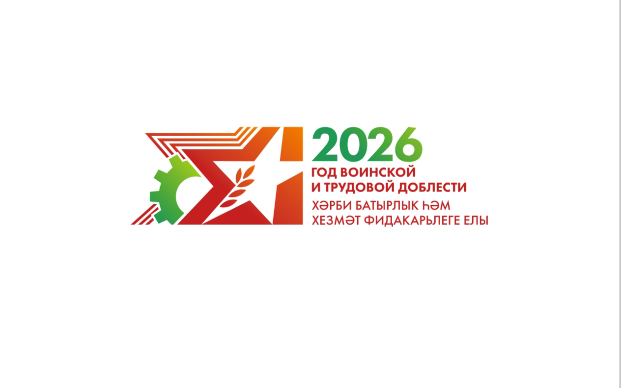 2026
ГОД ВОИНСКОЙ
И ТРУДОВОЙ ДОБЛЕСТИ
ХӘРБИ БАТЫРЛЫК ҺӘМ
ХЕЗМӘТ ФИДАКАРЬЛЕГЕ ЕЛЫ